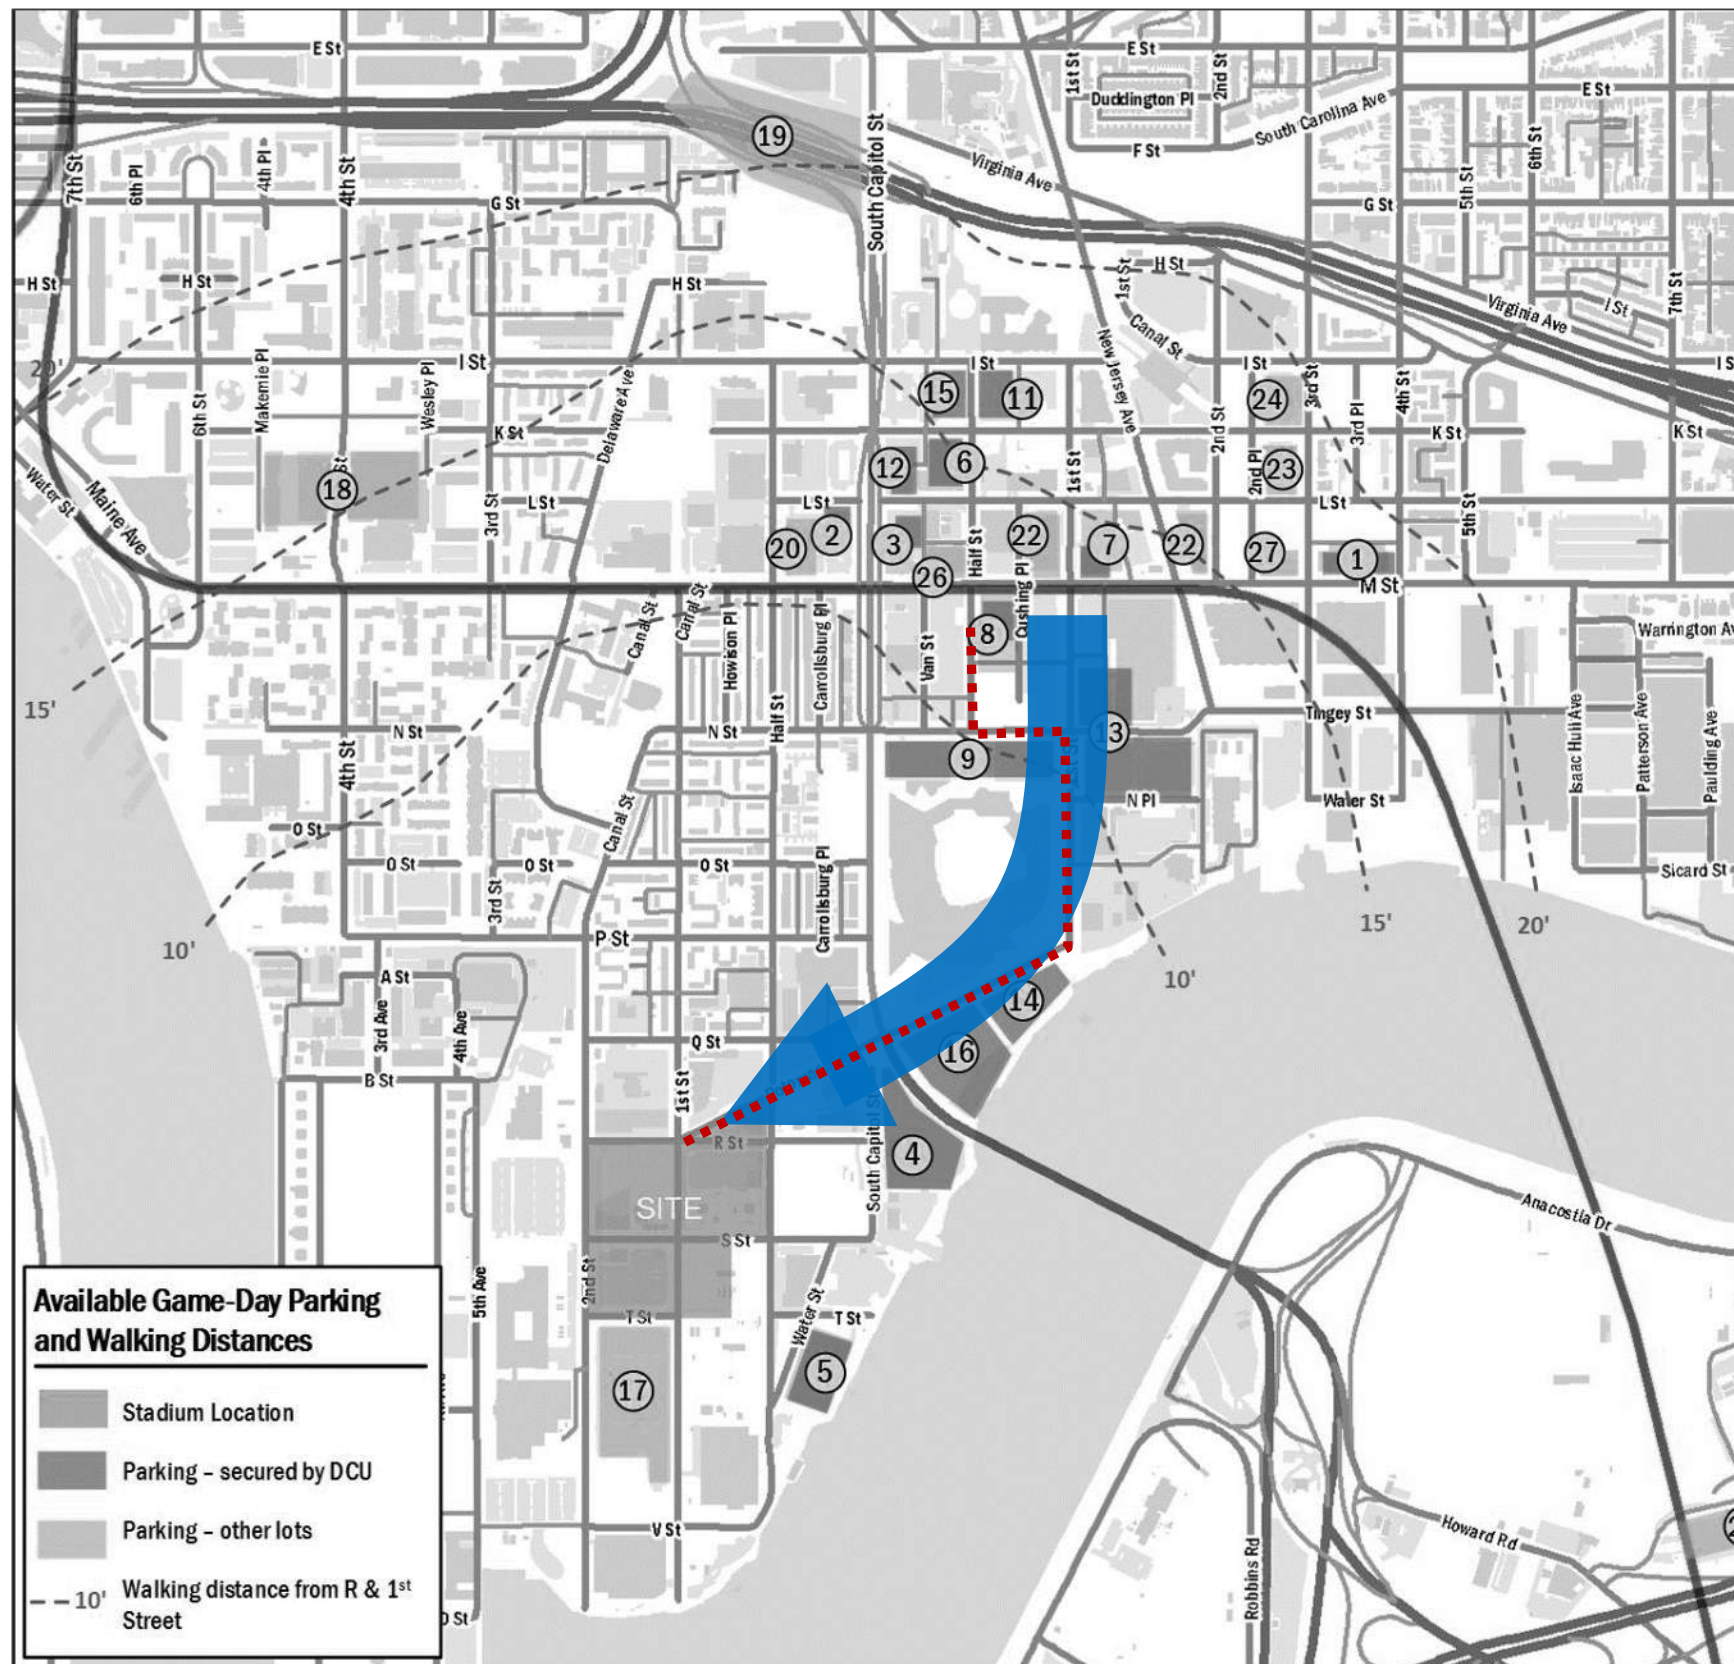 E St
E St
1st St
2nd St
Duddington Pl
E St
South Carolina Ave
19
South Capitol St
F St
Virginia Ave
7th St
6th Pl
4th Pl
4th St
5th St
6th St
G St
G St
H St
H St
H St
H St
1st St
7th St
I St
Virginia Ave
Canal St
New Jersey Ave
20'
I St
I St
I St
Makemie Pl
Wesley Pl
Delaware Ave
15
11
24
3rd St
3rd Pl
4th St
6th St
K St
K St
K St
12
6
1st St
2nd St
2nd Pl
23
Water St
Maine Ave
18
3rd St
L St
L St
L St
5th St
20
2
3
Half St
22
7
22
27
1
26
M St
Cushing Pl
Canal St
Canal St
Howison Pl
Carrollsburg Pl
Van St
8
Warrington Av
15'
N St
N St
Half St
13
Tingey St
4th St
9
1st St
N Pl
Water St
Isaac Hull Ave
Patterson Ave
Paulding Ave
O St
Canal St
O St
O St
O St
Sicard St
3rd St
Carrollsburg Pl
10'
P St
15'
20'
10'
A St
3rd Ave
4th Ave
14
Q St
16
B St
1st St
South Capitol St
R St
4
SITE
Anacostia Dr
S St
2nd St
5th Ave
Water St
T St
T St
17
5
V St
Howard Rd
Robbins Rd
Available Game-Day Parking
and Walking Distances
Stadium Location
Parking – secured by DCU
Parking – other lots
10' Walking distance from R & 1st
Street